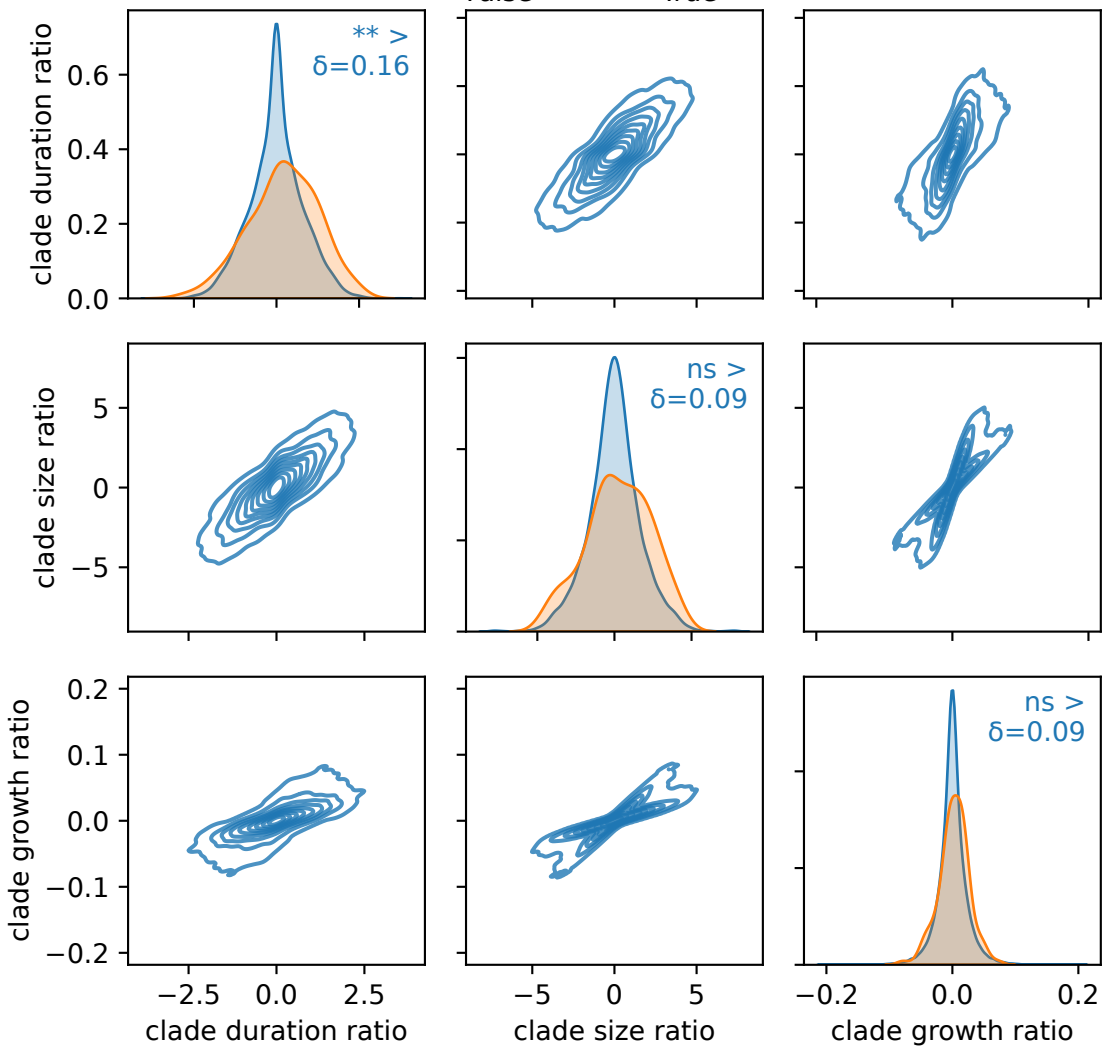 clade duration ratio
0.6
0.4
0.2
0.0
** >
δ=0.16
clade size ratio
5
0
−5
ns >
δ=0.09
clade growth ratio
0.2
0.1
0.0
−0.1
−0.2
ns >
δ=0.09
−2.5 0.0 2.5
clade duration ratio
−5 0 5
clade size ratio
−0.2 0.0 0.2
clade growth ratio